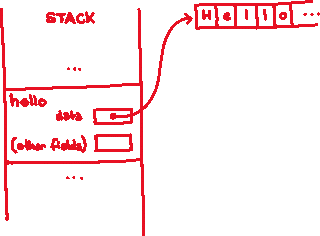 STACK
H e l l o ...
...
hello
data
(other fields)
...